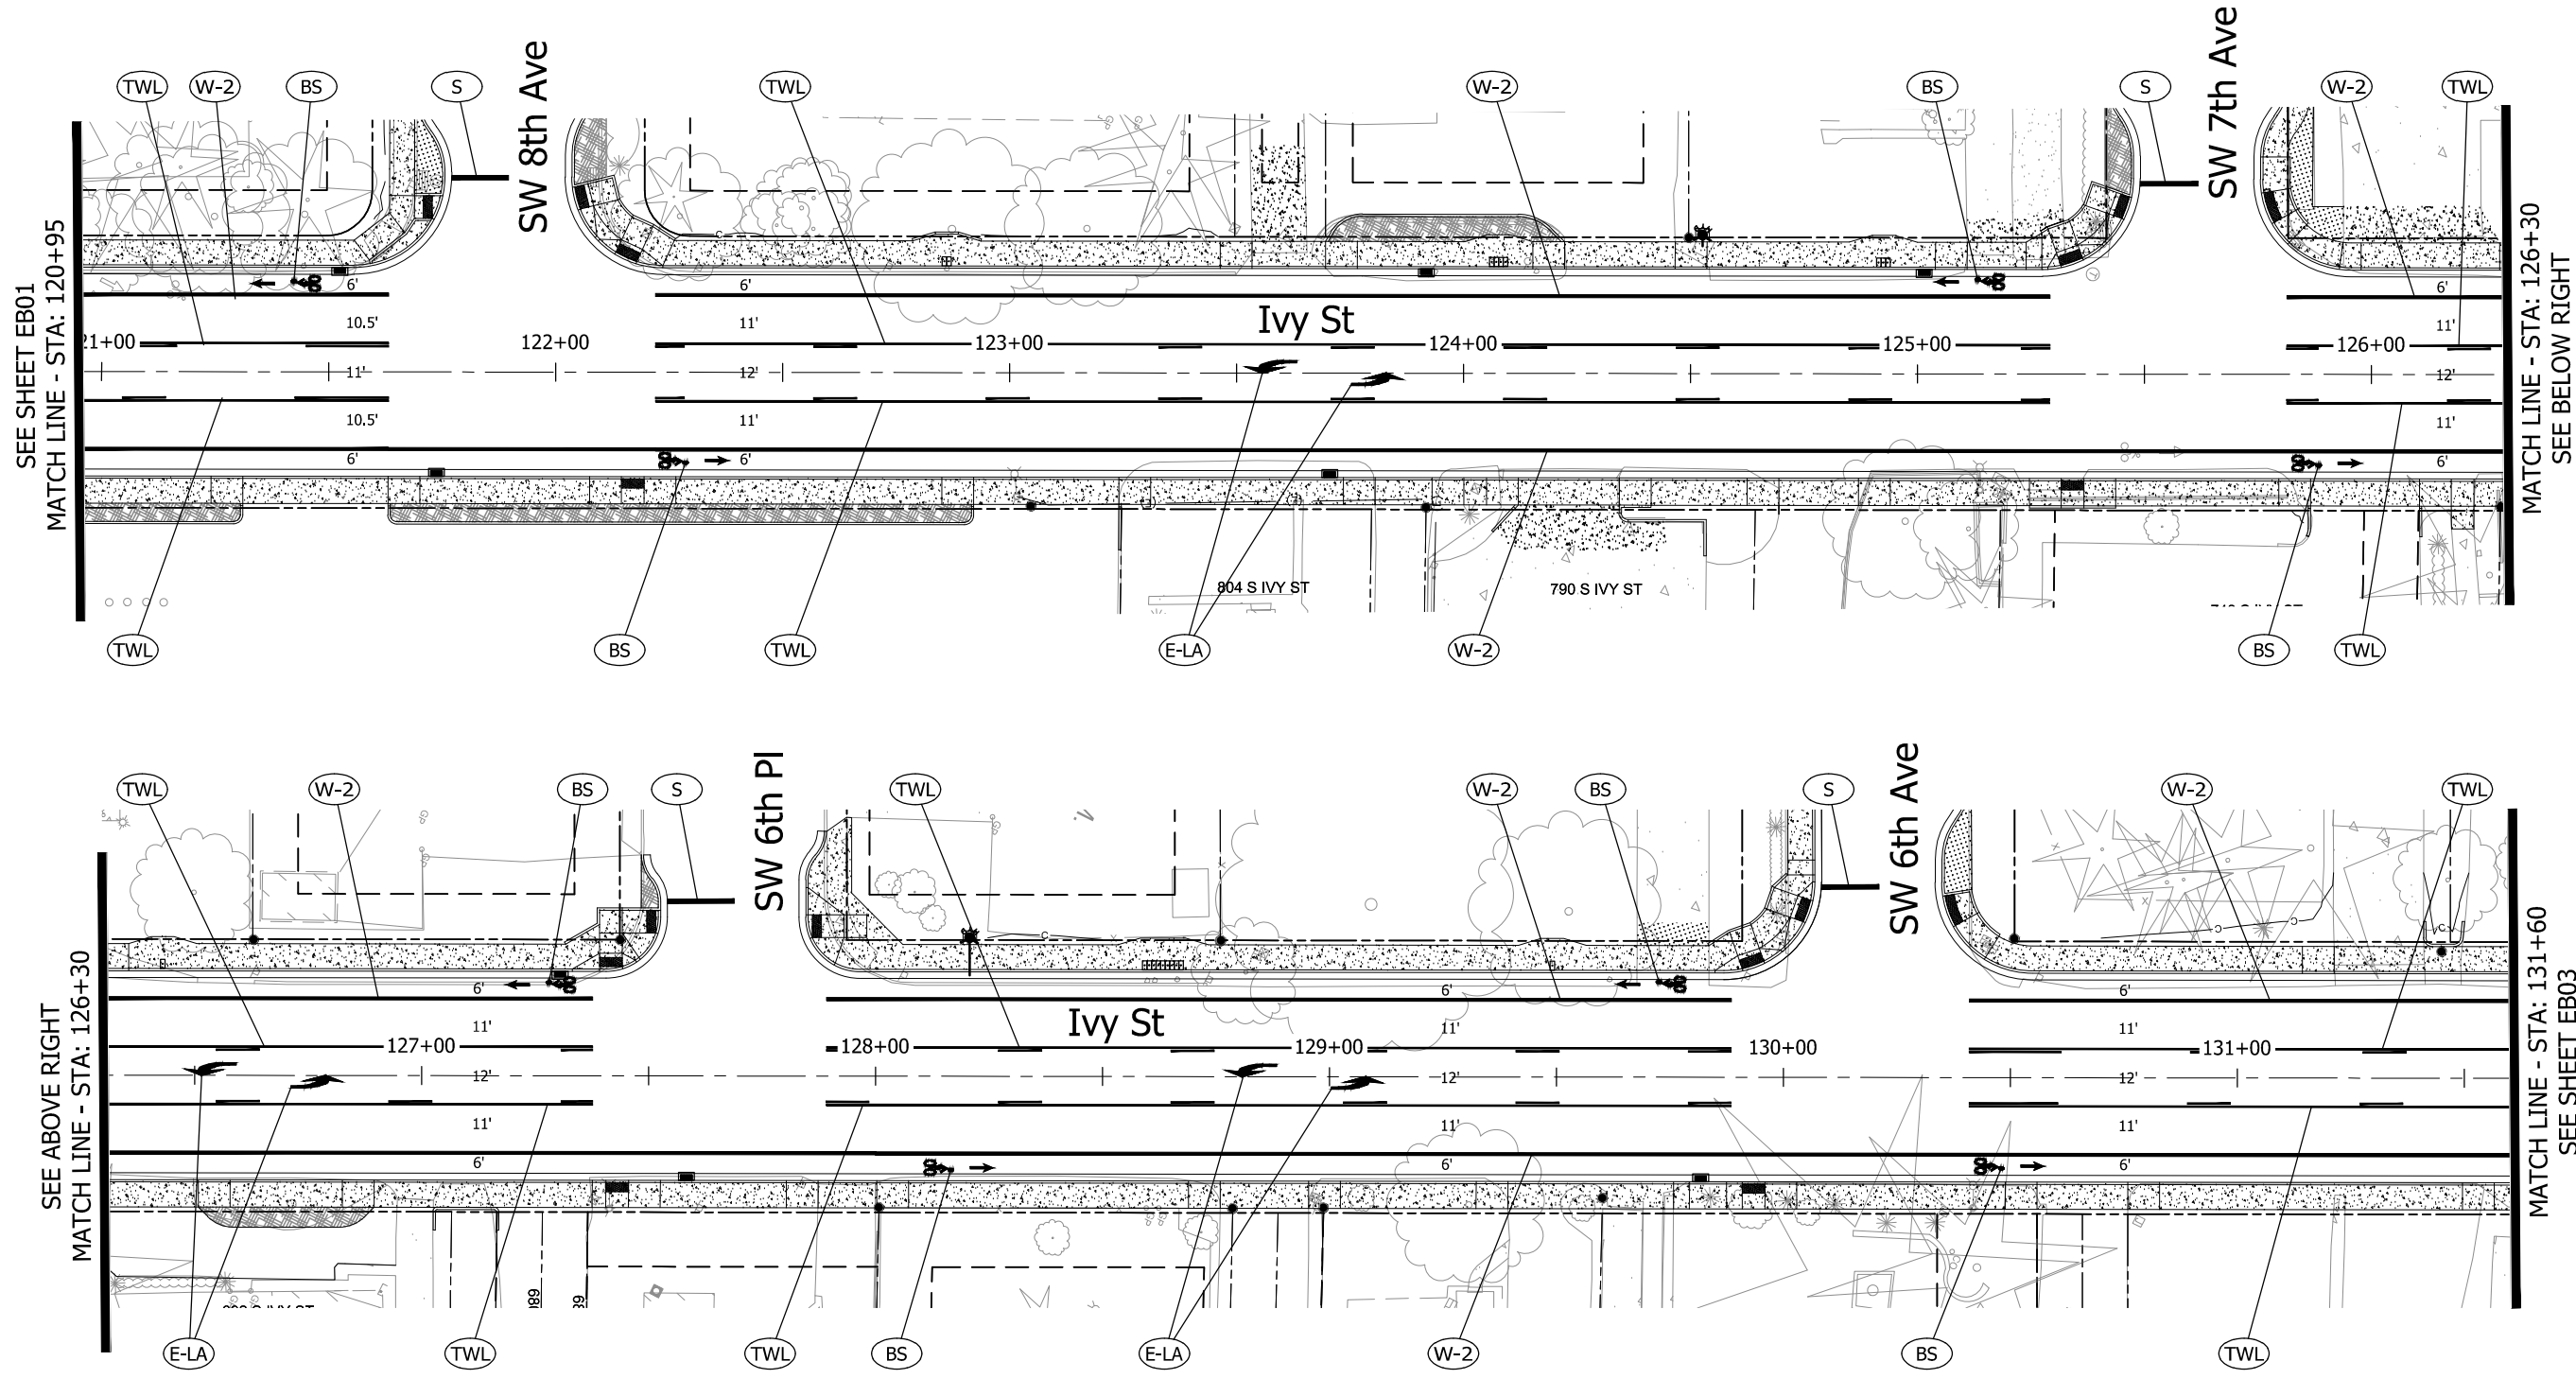 TWL
W-2
BS
S
SW 8th Ave
TWL
W-2
BS
S
SW 7th Ave
W-2
TWL
SEE SHEET EB01
MATCH LINE - STA: 120+95
6'
10.5'
21+00
11'
10.5'
6'
122+00
6'
11'
12'
11'
6'
123+00
Ivy St
124+00
125+00
126+00
6'
11'
12'
11'
6'
MATCH LINE - STA: 126+30
SEE BELOW RIGHT
804 S IVY ST
790 S IVY ST
TWL
BS
TWL
E-LA
W-2
BS
TWL
TWL
W-2
BS
S
SW 6th Pl
TWL
W-2
BS
S
SW 6th Ave
W-2
TWL
SEE ABOVE RIGHT
MATCH LINE - STA: 126+30
6'
11'
127+00
12'
11'
6'
128+00
Ivy St
129+00
6'
11'
12'
11'
6'
130+00
6'
11'
131+00
12'
11'
6'
MATCH LINE - STA: 131+60
SEE SHEET EB03
E-LA
TWL
TWL
BS
E-LA
W-2
BS
TWL